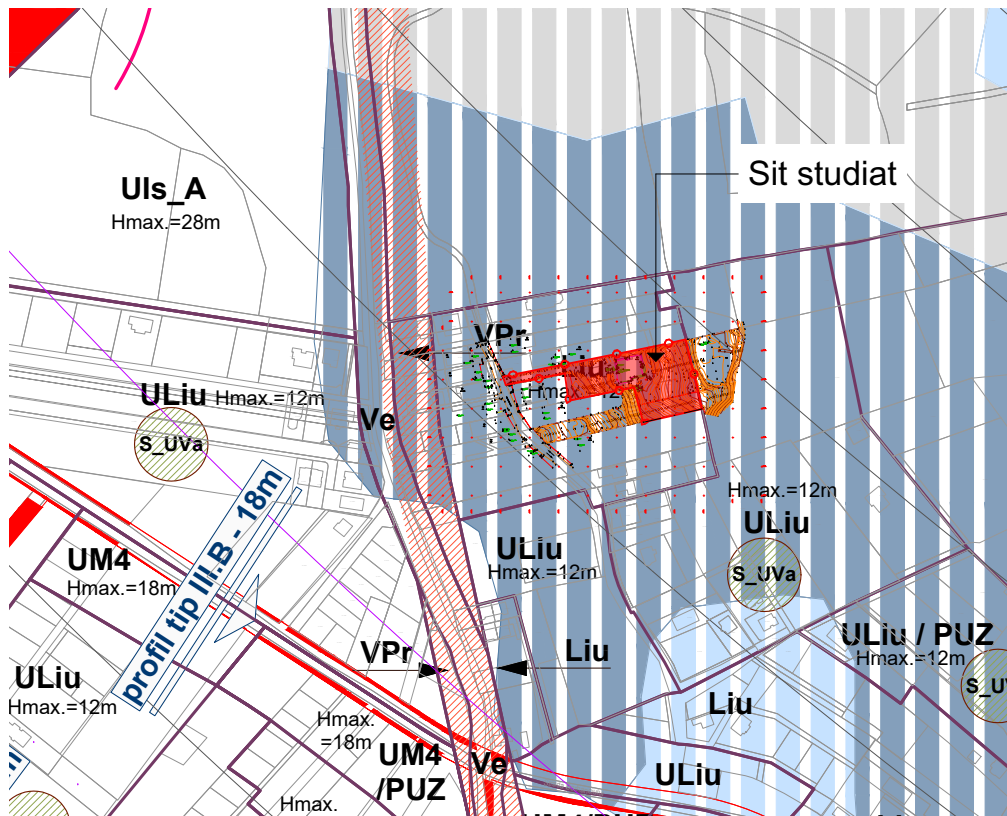 Sit studiat
UIs_A
Hmax.=28m
VPr
Hmax.=12m
ULiu
Hmax.=12m
S_UVa
Ve
profil tip III.B - 18m
UM4
Hmax.=18m
ULiu
Hmax.=12m
Hmax.=12m
ULiu
S_UVa
ULiu / PUZ
Hmax.=12m
VPr
Liu
ULiu
Hmax.=12m
Liu
Hmax.
=18m
UM4
/PUZ
Ve
ULiu
Hmax.